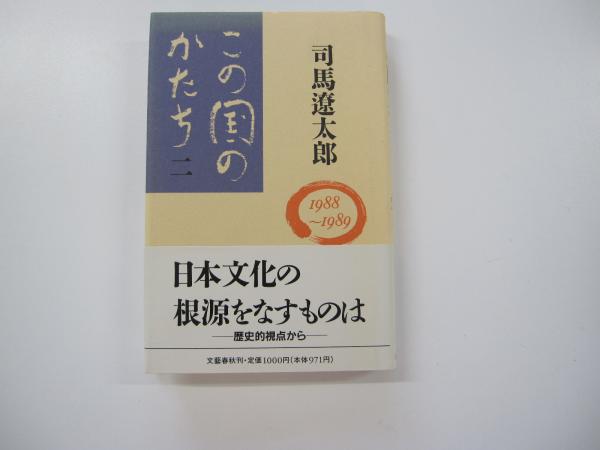 この国の
かたち 二
司馬遼太郎
1988
～1989
日本文化の
根源をなすものは
──歴史的視点から──
文藝春秋刊・定価1000円(本体971円)